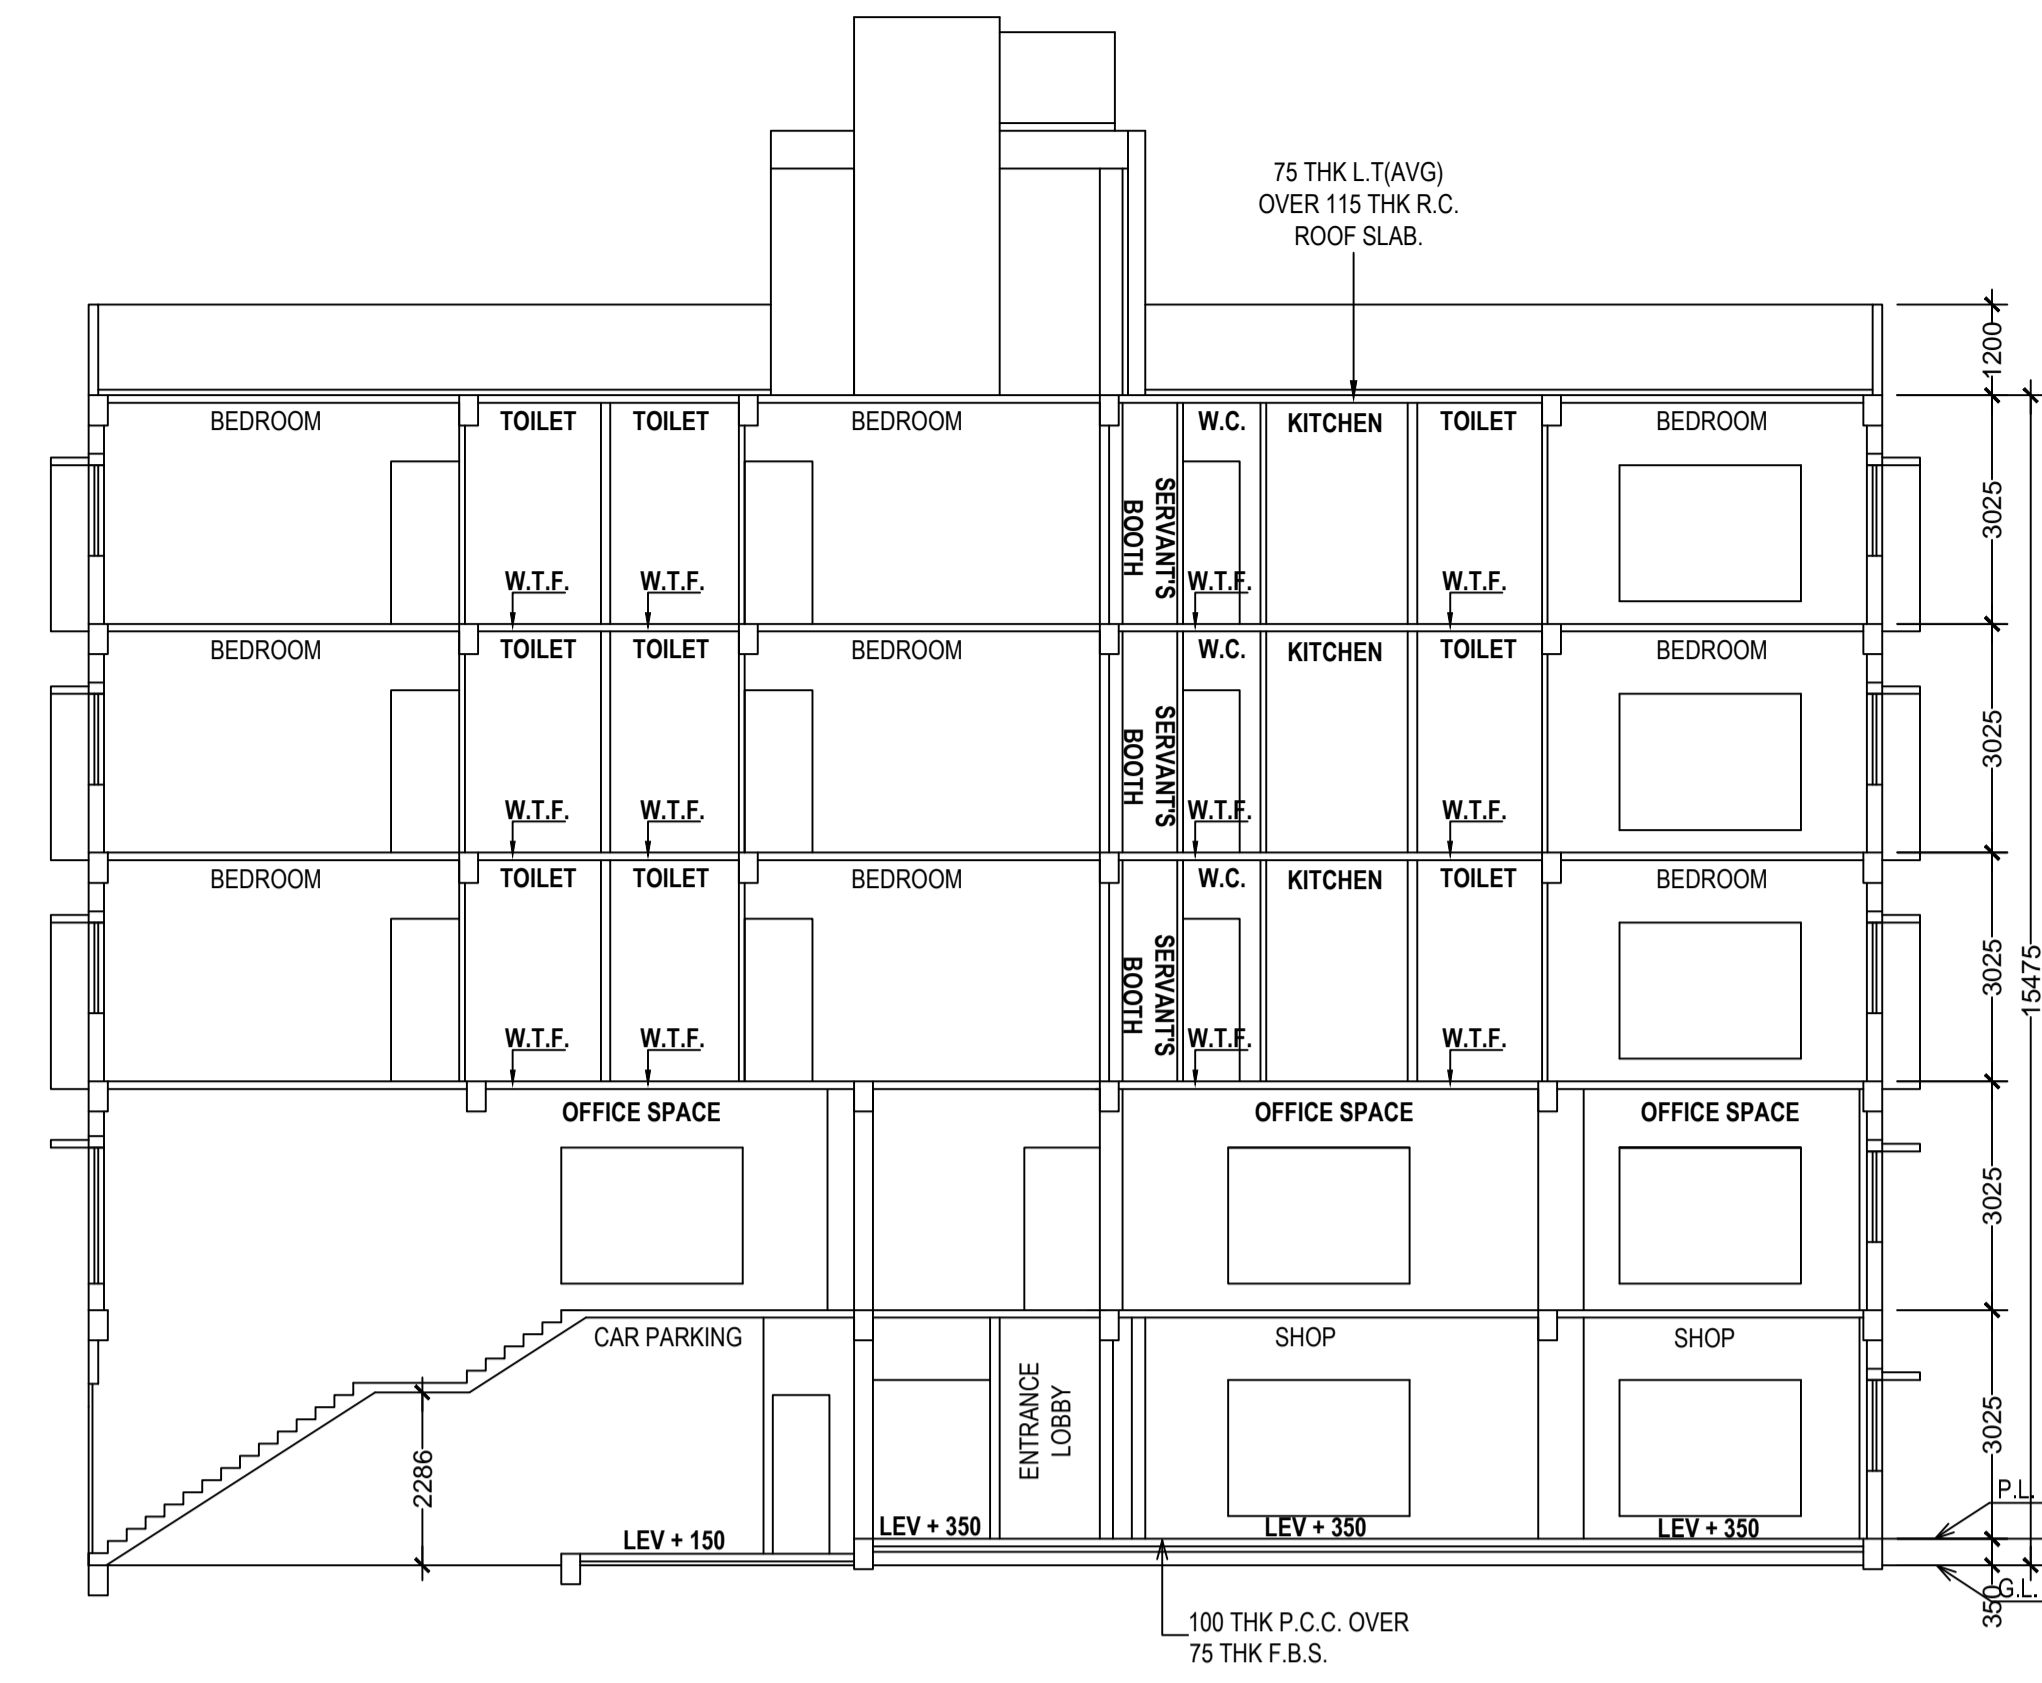 75 THK L.T(AVG)
OVER 115 THK R.C.
ROOF SLAB.
1200
BEDROOM
TOILET
TOILET
BEDROOM
W.C.
KITCHEN
TOILET
BEDROOM
SERVANT'S
BOOTH
3025
W.T.F.
W.T.F.
W.T.F.
W.T.F.
BEDROOM
TOILET
TOILET
BEDROOM
W.C.
KITCHEN
TOILET
BEDROOM
SERVANT'S
BOOTH
3025
W.T.F.
W.T.F.
W.T.F.
W.T.F.
BEDROOM
TOILET
TOILET
BEDROOM
W.C.
KITCHEN
TOILET
BEDROOM
SERVANT'S
BOOTH
3025
15475
W.T.F.
W.T.F.
W.T.F.
W.T.F.
OFFICE SPACE
OFFICE SPACE
OFFICE SPACE
3025
CAR PARKING
SHOP
SHOP
ENTRANCE
LOBBY
3025
2286
P.L.
LEV + 150
LEV + 350
LEV + 350
LEV + 350
G.L.
350
100 THK P.C.C. OVER
75 THK F.B.S.